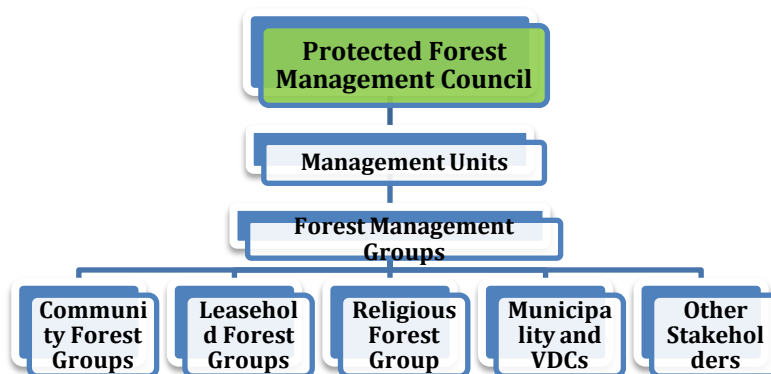 Protected Forest
Management Council
Management Units
Forest Management
Groups
Communi
ty Forest
Groups
Leasehol
d Forest
Groups
Religious
Forest
Group
Municipa
lity and
VDCs
Other
Stakehol
ders